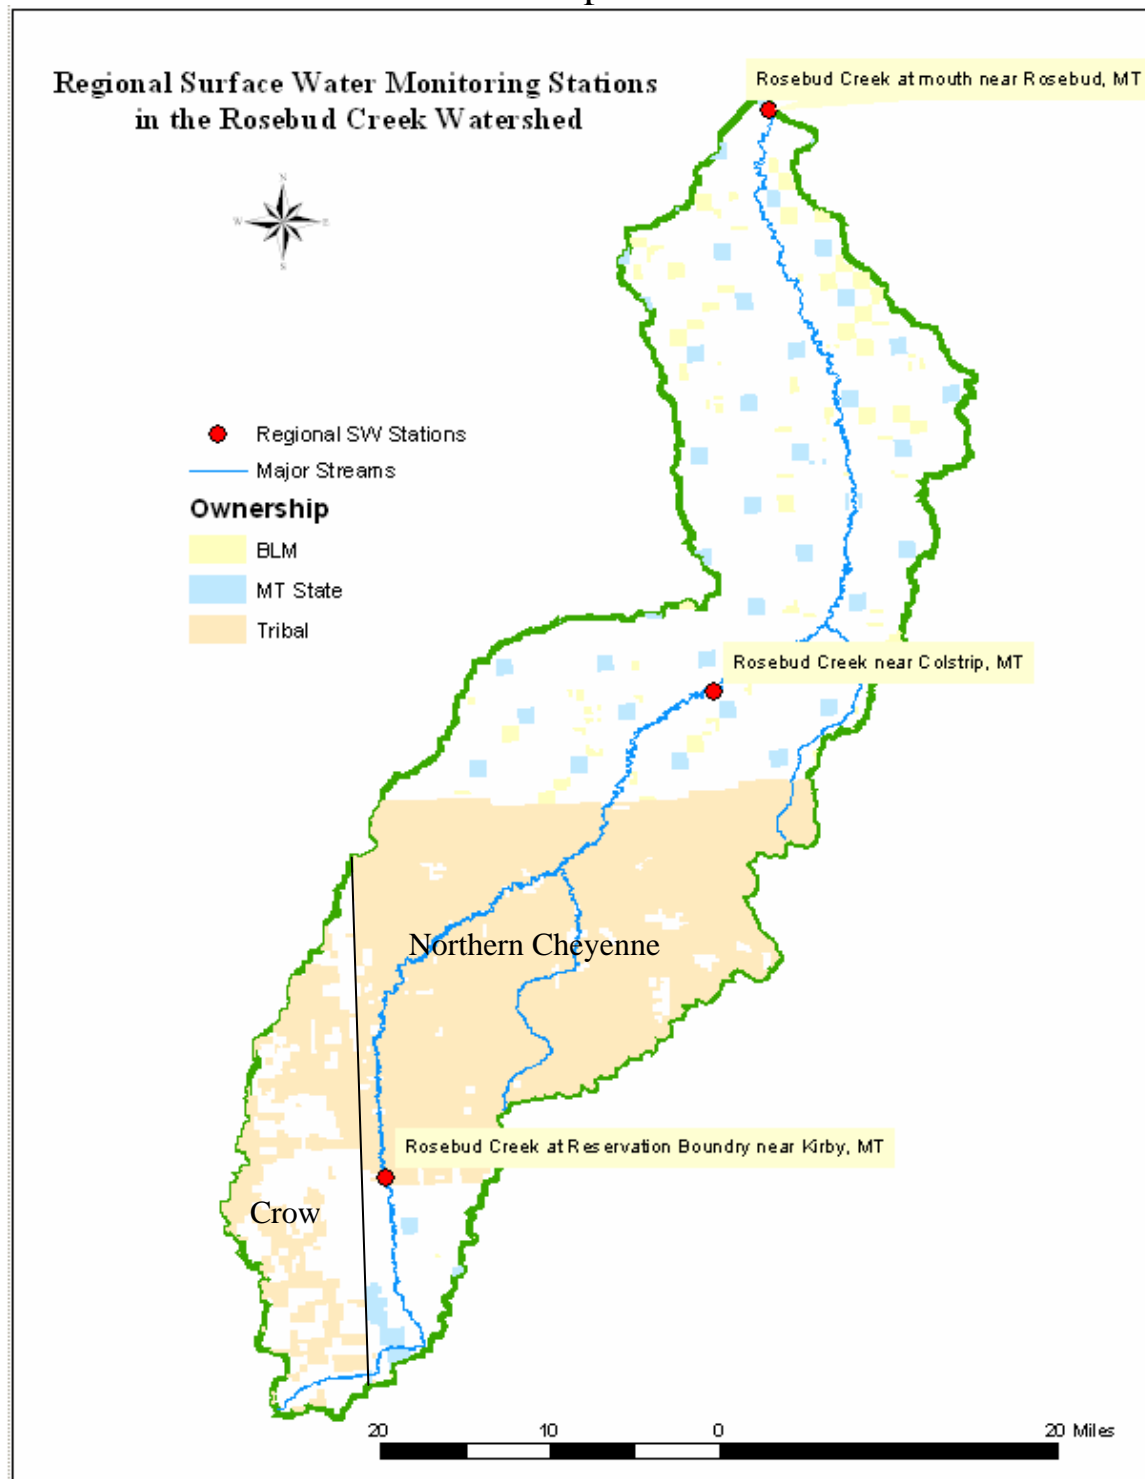 Regional Surface Water Monitoring Stations
in the Rosebud Creek Watershed
Rosebud Creek at mouth near Rosebud, MT
N
W E
S
Regional SW Stations
Major Streams
Ownership
BLM
MT State
Tribal
Rosebud Creek near Colstrip, MT
Northern Cheyenne
Rosebud Creek at Reservation Boundry near Kirby, MT
Crow
20 10 0 20 Miles